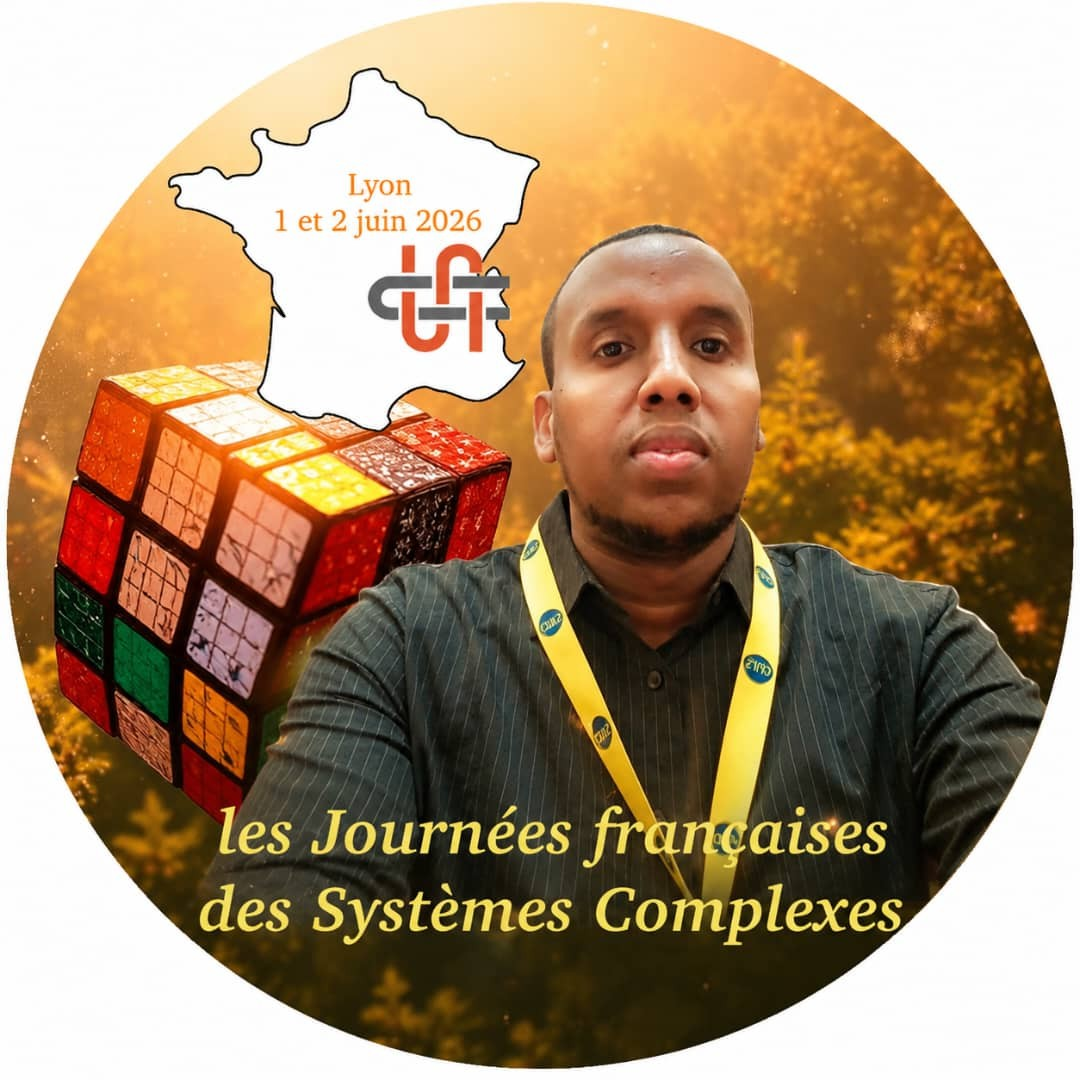 Lyon
1 et 2 juin 2026
les Journées françaises
des Systèmes Complexes